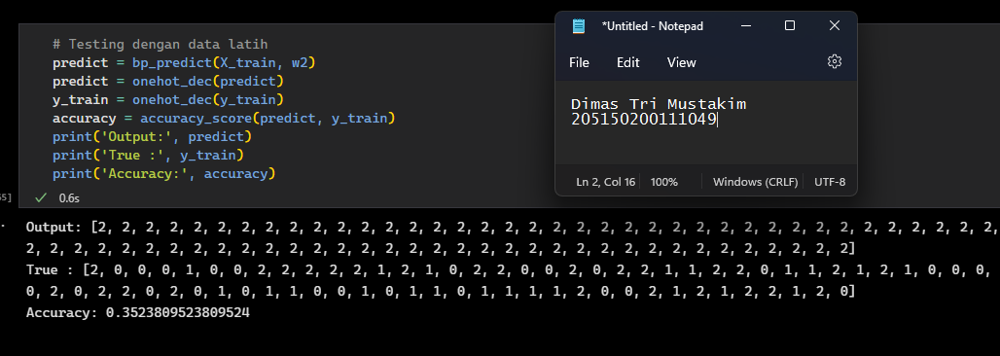 # Testing dengan data latih
predict = bp_predict(X_train, w2)
predict = onehot_dec(predict)
y_train = onehot_dec(y_train)
accuracy = accuracy_score(predict, y_train)
print('Output:', predict)
print('True :', y_train)
print('Accuracy:', accuracy)
0.6s
*Untitled - Notepad
File Edit View
Dimas Tri Mustakim
205150200111049
Ln 2, Col 16 100% Windows (CRLF) UTF-8
Output: [2, 2, 2, 2, 2, 2, 2, 2, 2, 2, 2, 2, 2, 2, 2, 2, 2, 2, 2, 2, 2, 2, 2, 2, 2, 2, 2, 2, 2, 2, 2, 2, 2, 2, 2, 2, 2, 2,
2, 2, 2, 2, 2, 2, 2, 2, 2, 2, 2, 2, 2, 2, 2, 2, 2, 2, 2, 2, 2, 2, 2, 2, 2, 2, 2, 2, 2, 2, 2, 2, 2, 2, 2]
True : [2, 0, 0, 0, 1, 0, 0, 2, 2, 2, 2, 2, 1, 2, 1, 0, 2, 2, 0, 0, 2, 0, 2, 2, 1, 1, 2, 2, 0, 1, 1, 2, 1, 2, 1, 0, 0, 0,
0, 2, 0, 2, 2, 0, 2, 0, 1, 0, 1, 1, 0, 0, 1, 0, 1, 1, 0, 1, 1, 1, 1, 2, 0, 0, 2, 1, 2, 1, 2, 2, 1, 2, 0]
Accuracy: 0.3523809523809524